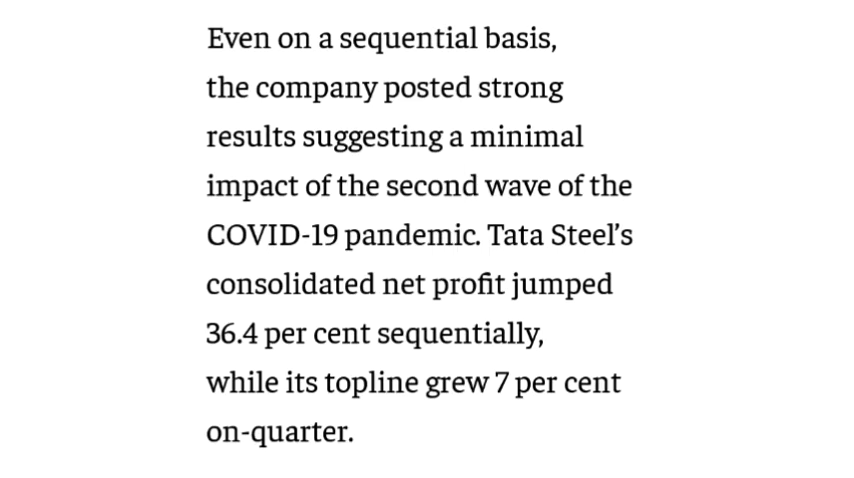 Even on a sequential basis,
the company posted strong
results suggesting a minimal
impact of the second wave of the
COVID-19 pandemic. Tata Steel’s
consolidated net profit jumped
36.4 per cent sequentially,
while its topline grew 7 per cent
on-quarter.